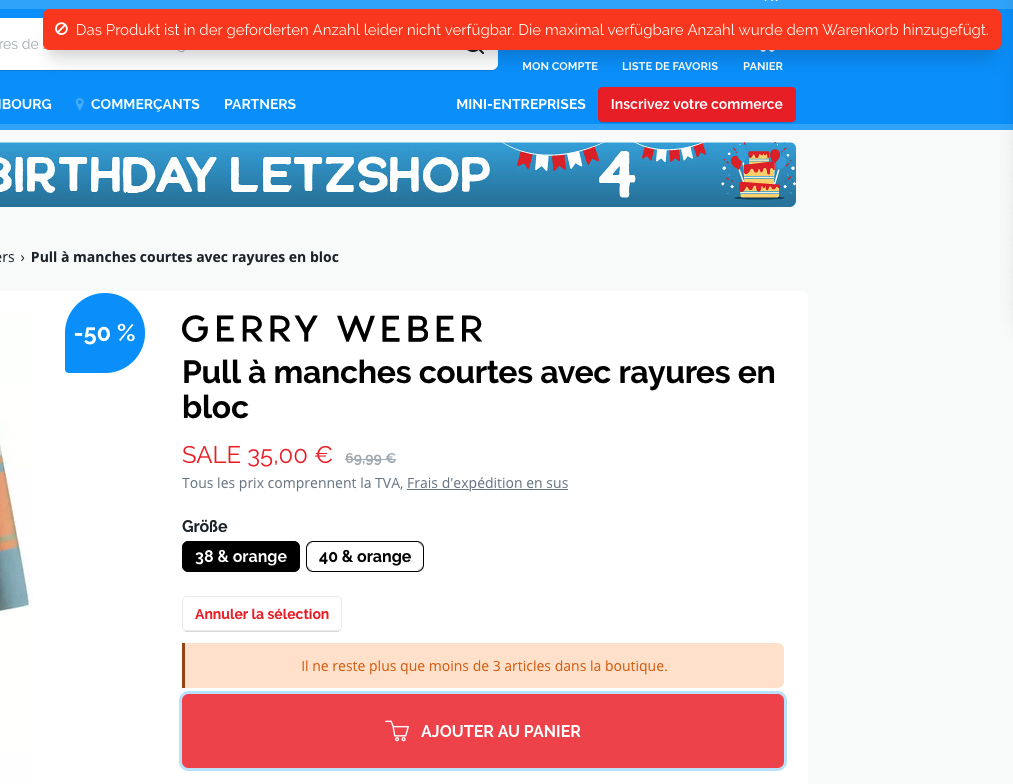 Das Produkt ist in der geforderten Anzahl leider nicht verfügbar. Die maximal verfügbare Anzahl wurde dem Warenkorb hinzugefügt.
res de
MON COMPTE LISTE DE FAVORIS PANIER
BOURG COMMERÇANTS PARTNERS MINI-ENTREPRISES Inscrivez votre commerce
BIRTHDAY LETZSHOP 4
ers › Pull à manches courtes avec rayures en bloc
-50 %
GERRY WEBER
Pull à manches courtes avec rayures en
bloc
SALE 35,00 € 69,99 €
Tous les prix comprennent la TVA, Frais d'expédition en sus
Größe
38 & orange 40 & orange
Annuler la sélection
Il ne reste plus que moins de 3 articles dans la boutique.
AJOUTER AU PANIER